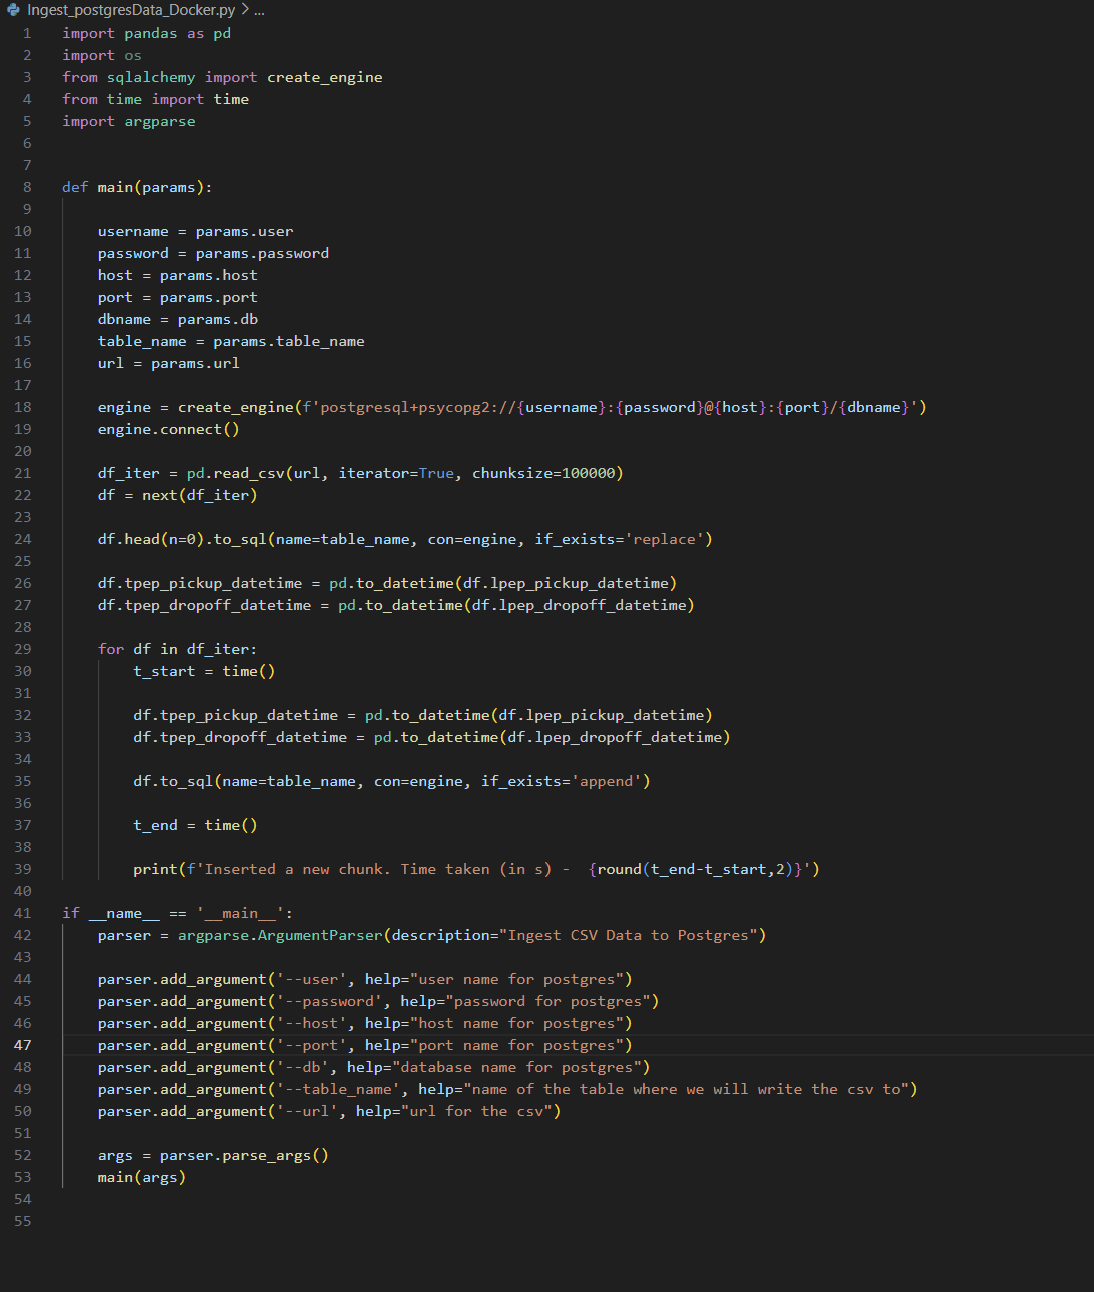 Ingest_postgresData_Docker.py > ...
1 import pandas as pd
2 import os
3 from sqlalchemy import create_engine
4 from time import time
5 import argparse
6
7
8 def main(params):
9
10     username = params.user
11     password = params.password
12     host = params.host
13     port = params.port
14     dbname = params.db
15     table_name = params.table_name
16     url = params.url
17
18     engine = create_engine(f'postgresql+psycopg2://{username}:{password}@{host}:{port}/{dbname}')
19     engine.connect()
20
21     df_iter = pd.read_csv(url, iterator=True, chunksize=100000)
22     df = next(df_iter)
23
24     df.head(n=0).to_sql(name=table_name, con=engine, if_exists='replace')
25
26     df.tpep_pickup_datetime = pd.to_datetime(df.lpep_pickup_datetime)
27     df.tpep_dropoff_datetime = pd.to_datetime(df.lpep_dropoff_datetime)
28
29     for df in df_iter:
30         t_start = time()
31
32         df.tpep_pickup_datetime = pd.to_datetime(df.lpep_pickup_datetime)
33         df.tpep_dropoff_datetime = pd.to_datetime(df.lpep_dropoff_datetime)
34
35         df.to_sql(name=table_name, con=engine, if_exists='append')
36
37         t_end = time()
38
39         print(f'Inserted a new chunk. Time taken (in s) -  {round(t_end-t_start,2)}')
40
41 if __name__ == '__main__':
42     parser = argparse.ArgumentParser(description="Ingest CSV Data to Postgres")
43
44     parser.add_argument('--user', help="user name for postgres")
45     parser.add_argument('--password', help="password for postgres")
46     parser.add_argument('--host', help="host name for postgres")
47     parser.add_argument('--port', help="port name for postgres")
48     parser.add_argument('--db', help="database name for postgres")
49     parser.add_argument('--table_name', help="name of the table where we will write the csv to")
50     parser.add_argument('--url', help="url for the csv")
51
52     args = parser.parse_args()
53     main(args)
54
55